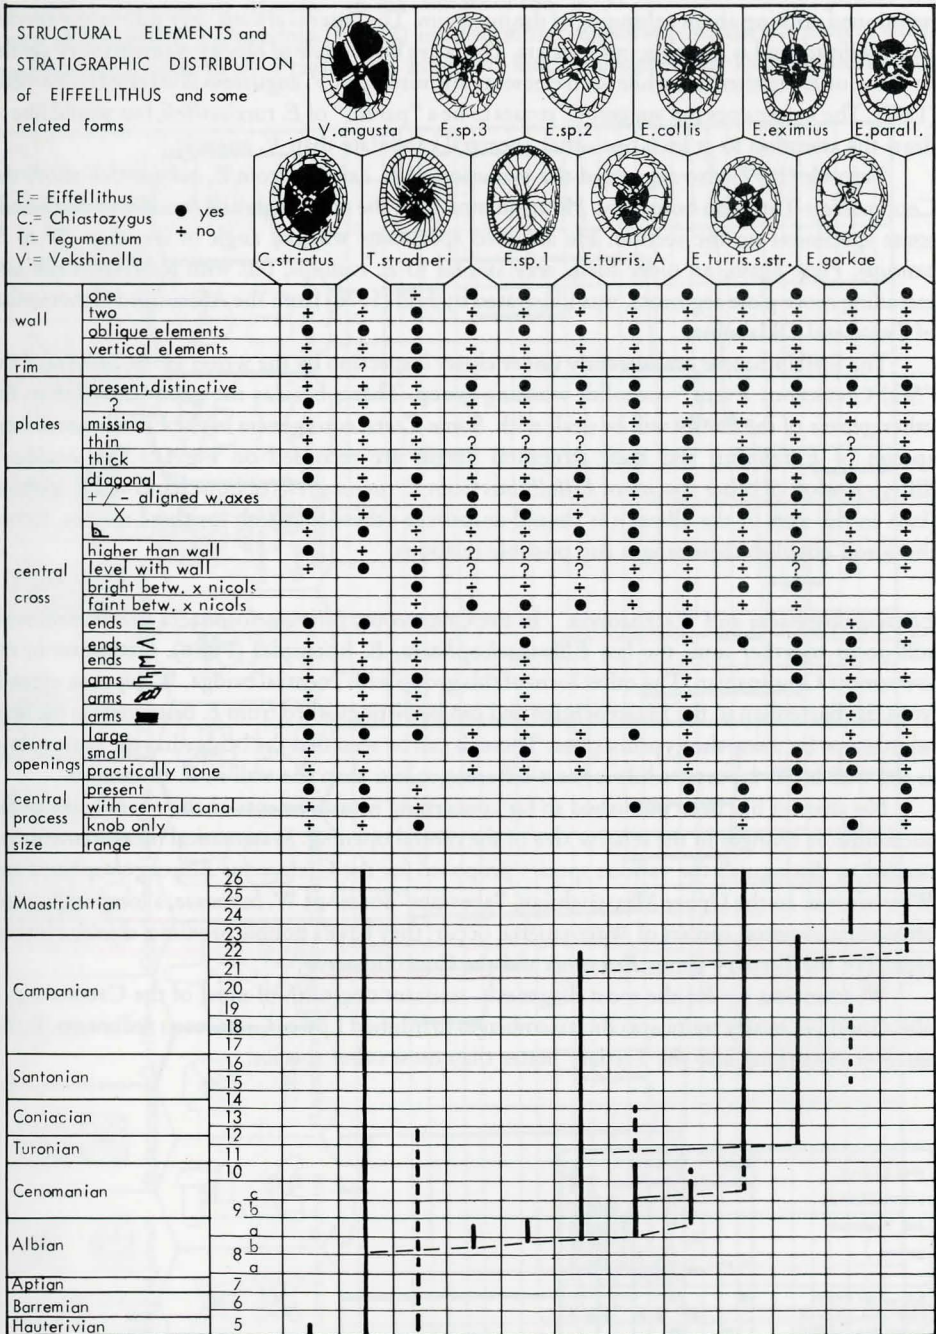 STRUCTURAL ELEMENTS and
STRATIGRAPHIC DISTRIBUTION
of EIFFELLITHUS and some
related forms
V.angusta E.sp.3 E.sp.2 E.collis E.eximius E.parall.
E.= Eiffellithus
C.= Chiastozygus
T.= Tegumentum
V.= Vekshinella
● yes
÷ no
C.striatus T.stradneri E.sp.1 E.turris. A E.turris.s.str. E.gorkae
wall
one
two
oblique elements
vertical elements
rim
plates
present,distinctive
?
missing
thin
thick
central
cross
diagonal
+ / ⁒ aligned w.axes
X
higher than wall
level with wall
bright betw. x nicols
faint betw. x nicols
ends
ends
ends
arms
arms
arms
central
openings
large
small
practically none
central
process
present
with central canal
knob only
size range
Maastrichtian
26
25
24
23
Campanian
22
21
20
19
18
17
Santonian
16
15
14
Coniacian
13
12
Turonian
11
10
Cenomanian
c
9 b
a
Albian
b
8
a
Aptian 7
Barremian 6
Hauterivian 5